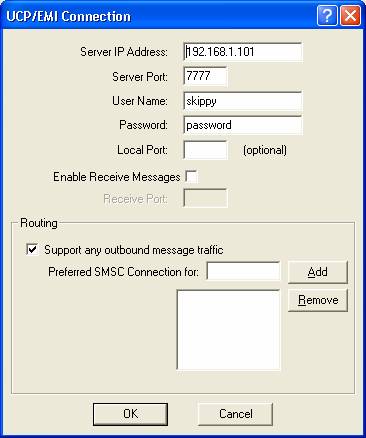 UCP/EMI Connection
Server IP Address: 192.168.1.101
Server Port: 7777
User Name: skippy
Password: password
Local Port: (optional)
Enable Receive Messages
Receive Port:
Routing
Support any outbound message traffic
Preferred SMSC Connection for: Add
Remove
OK Cancel